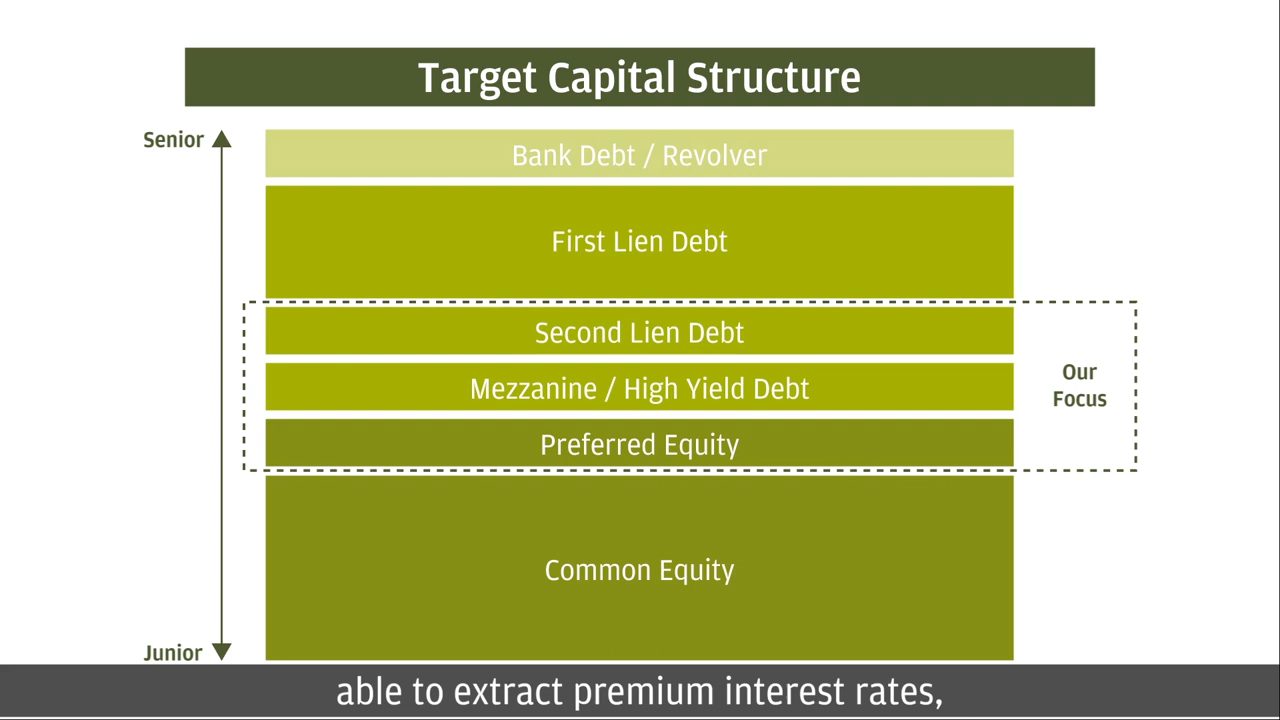 Target Capital Structure
Senior
Bank Debt / Revolver
First Lien Debt
Second Lien Debt
Mezzanine / High Yield Debt
Our
Focus
Preferred Equity
Common Equity
Junior
able to extract premium interest rates,